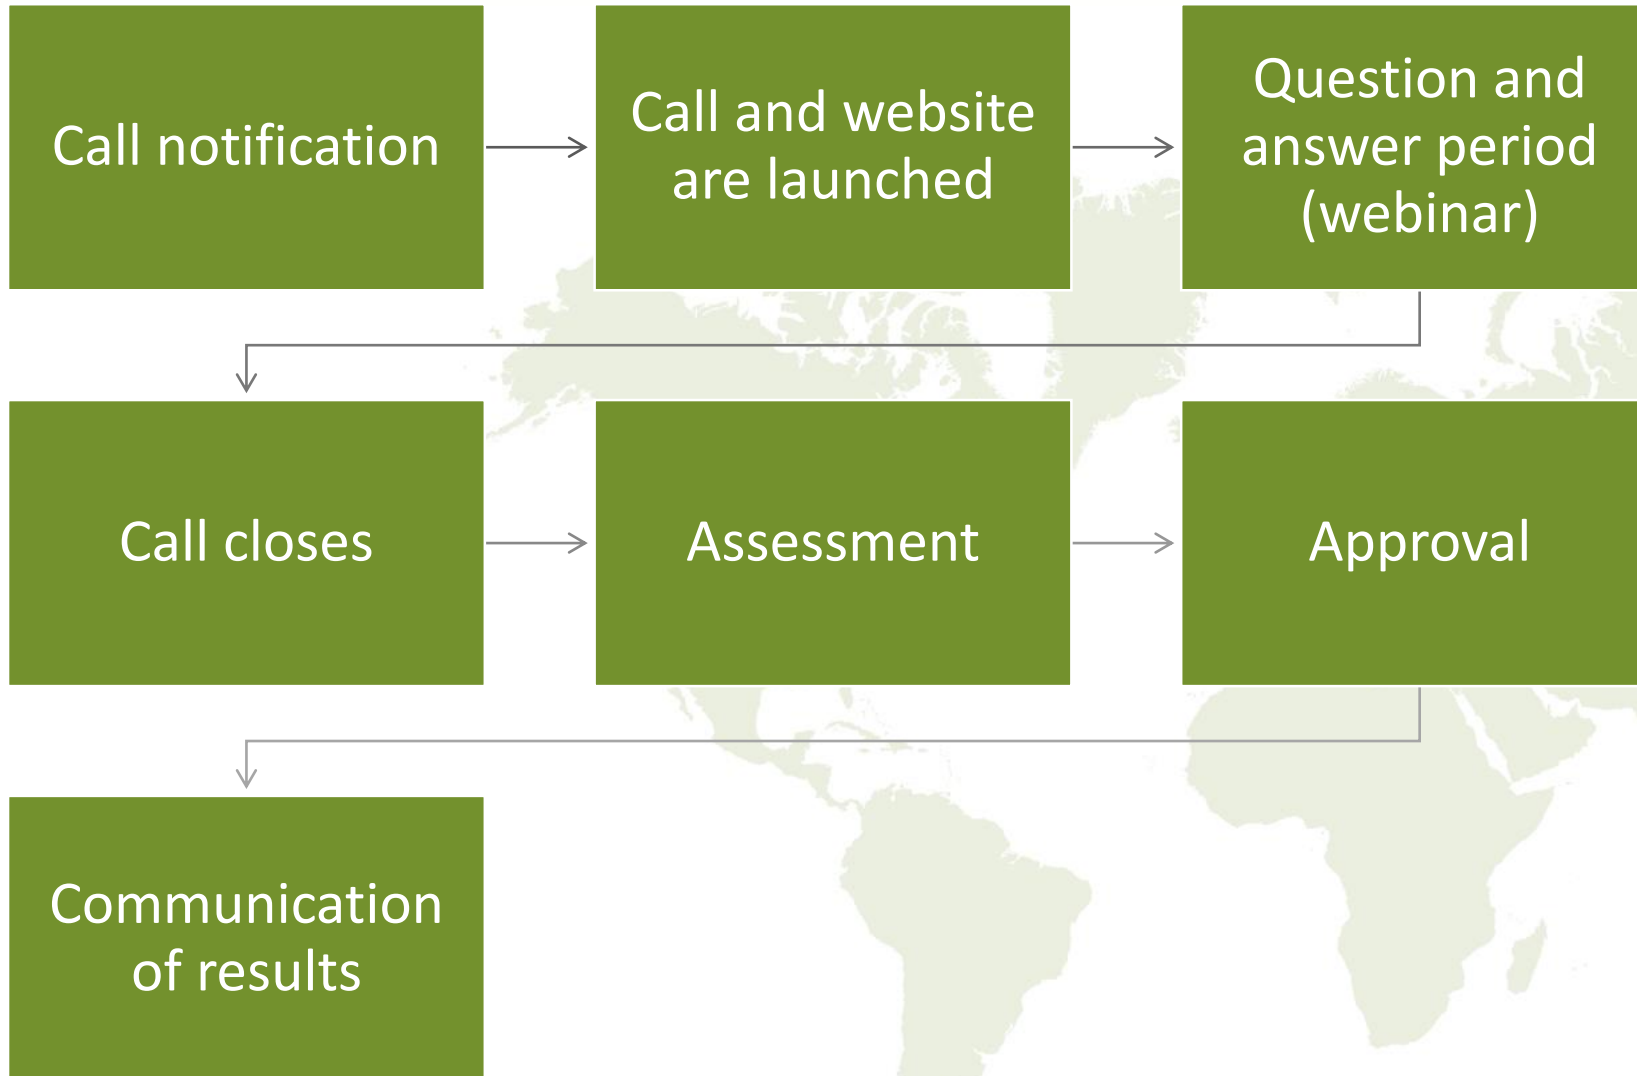 Call notification
Call and website
are launched
Question and
answer period
(webinar)
Call closes
Assessment
Approval
Communication
of results